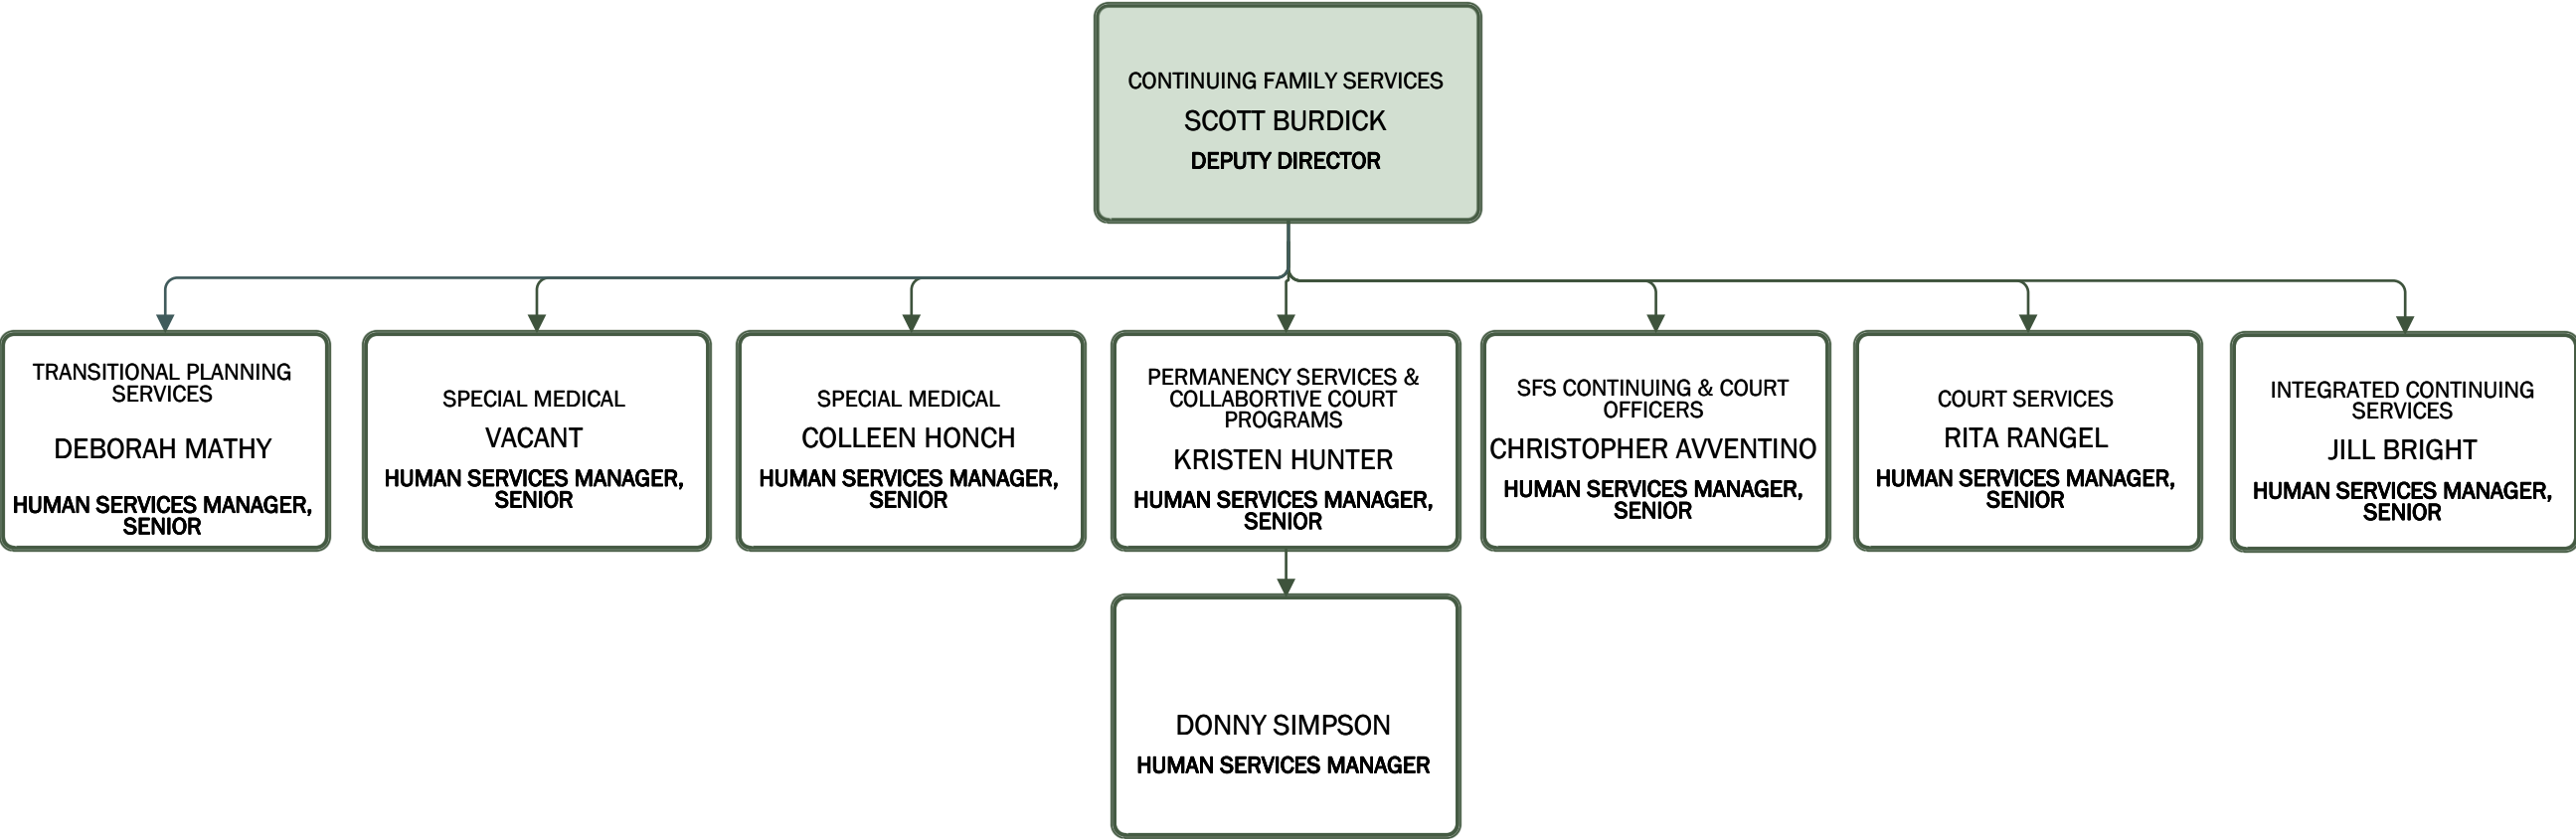 CONTINUING FAMILY SERVICES
SCOTT BURDICK
DEPUTY DIRECTOR
TRANSITIONAL PLANNING
SERVICES
DEBORAH MATHY
HUMAN SERVICES MANAGER,
SENIOR
SPECIAL MEDICAL
VACANT
HUMAN SERVICES MANAGER,
SENIOR
SPECIAL MEDICAL
COLLEEN HONCH
HUMAN SERVICES MANAGER,
SENIOR
PERMANENCY SERVICES &
COLLABORTIVE COURT
PROGRAMS
KRISTEN HUNTER
HUMAN SERVICES MANAGER,
SENIOR
SFS CONTINUING & COURT
OFFICERS
CHRISTOPHER AVVENTINO
HUMAN SERVICES MANAGER,
SENIOR
COURT SERVICES
RITA RANGEL
HUMAN SERVICES MANAGER,
SENIOR
INTEGRATED CONTINUING
SERVICES
JILL BRIGHT
HUMAN SERVICES MANAGER,
SENIOR
DONNY SIMPSON
HUMAN SERVICES MANAGER